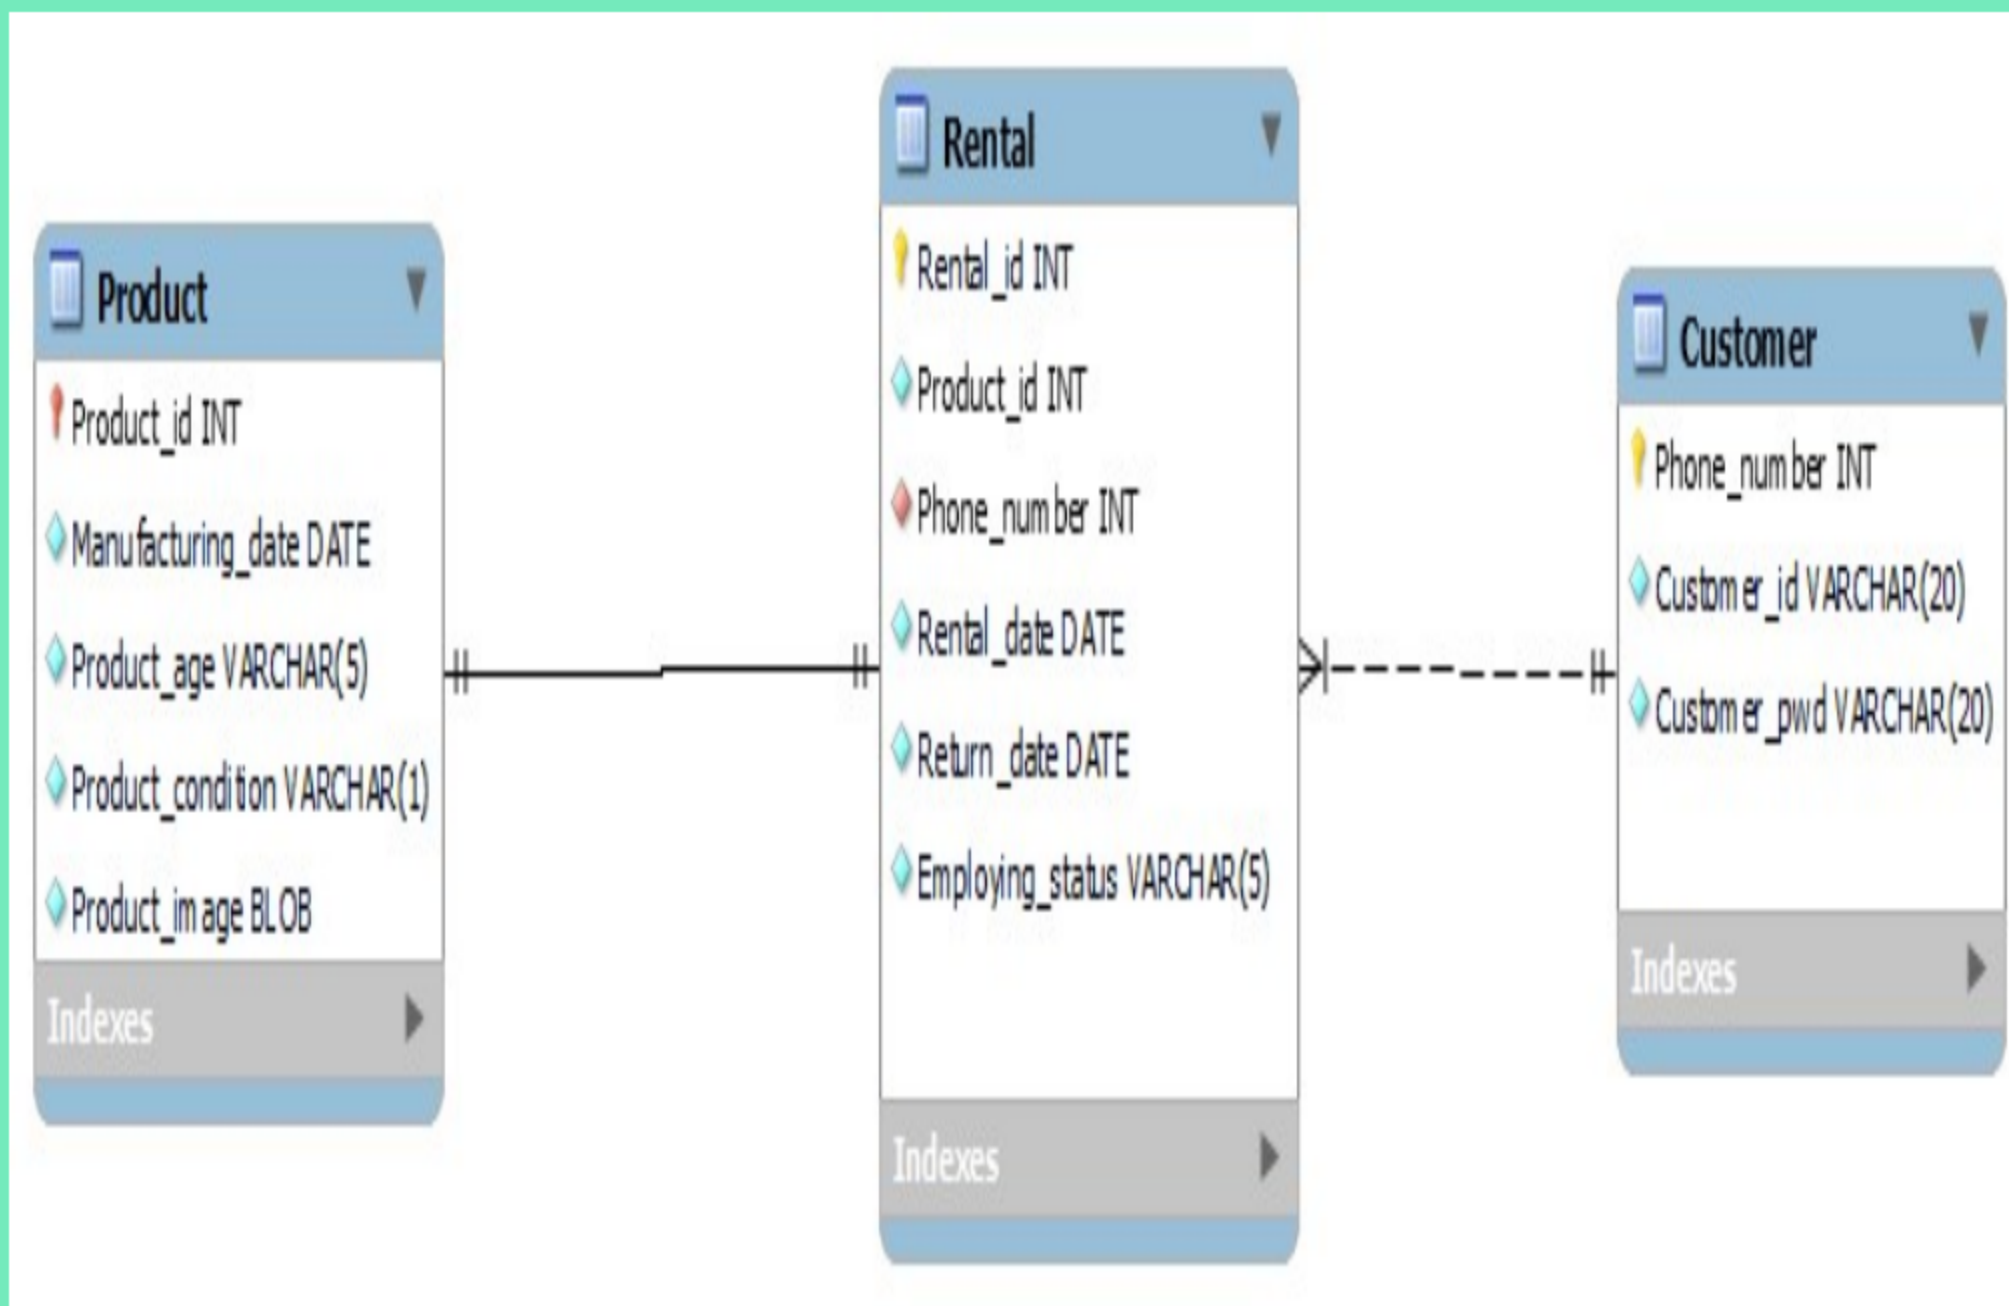 Product
Product_id INT
Manufacturing_date DATE
Product_age VARCHAR(5)
Product_condition VARCHAR(1)
Product_image BLOB
Indexes
Rental
Rental_id INT
Product_id INT
Phone_number INT
Rental_date DATE
Return_date DATE
Employing_status VARCHAR(5)
Indexes
Customer
Phone_number INT
Customer_id VARCHAR(20)
Customer_pwd VARCHAR(20)
Indexes